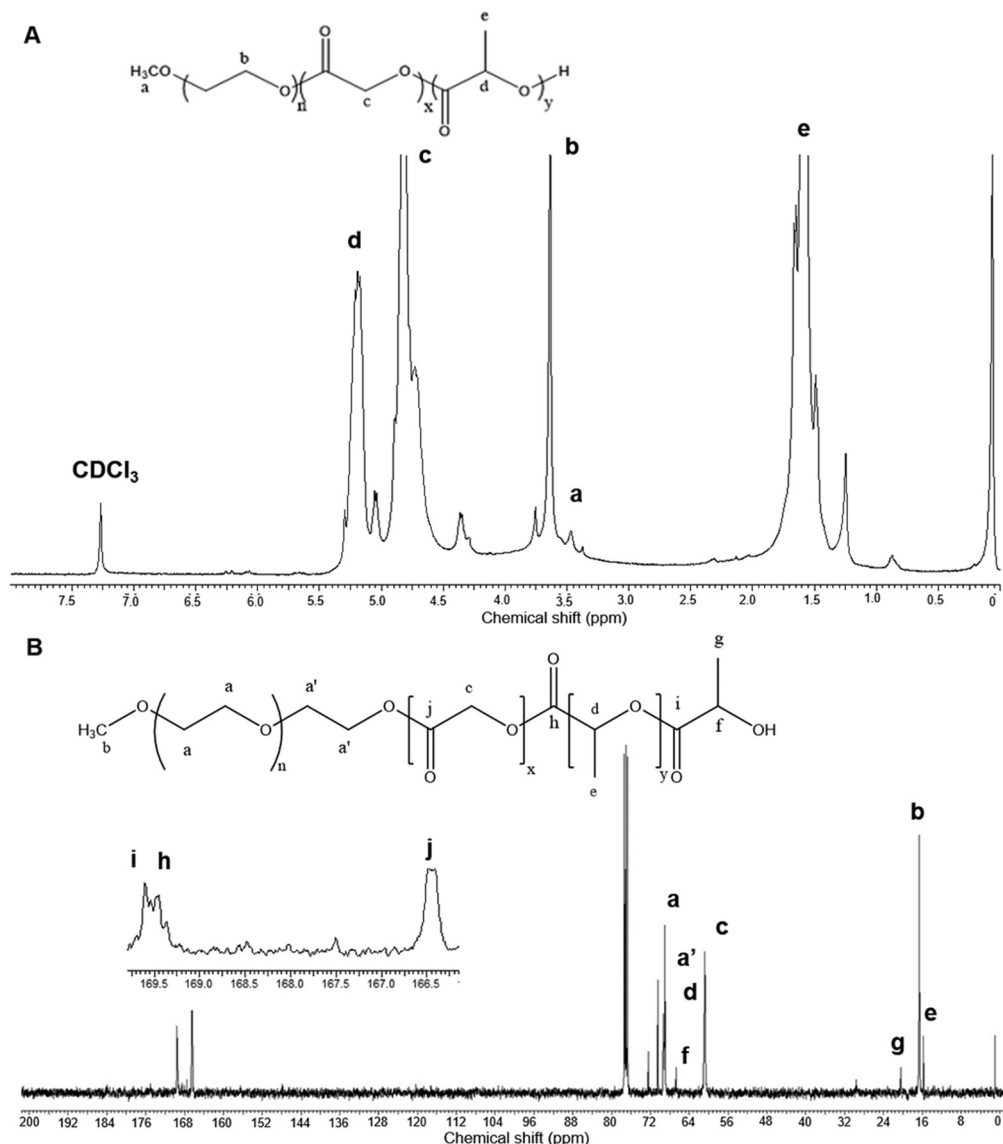 A
e
O
b
O
H₃CO
O
O
H
a
n
c
x
d
O
y
O
c
b
e
d
CDCl₃
a
7.5 7.0 6.5 6.0 5.5 5.0 4.5 4.0 3.5 3.0 2.5 2.0 1.5 1.0 0.5 0
Chemical shift (ppm)
B
g
O
a
a'
j
c
d
i
O
O
O
O
O
H₃C
h
f
OH
b
a
n
a'
O
x
e
y
O
i
h
j
169.5 169.0 168.5 168.0 167.5 167.0 166.5
b
a
c
a'
d
e
f
g
200 192 184 176 168 160 152 144 136 128 120 112 104 96 88 80 72 68 60 56 48 40 32 24 16 8 0
Chemical shift (ppm)